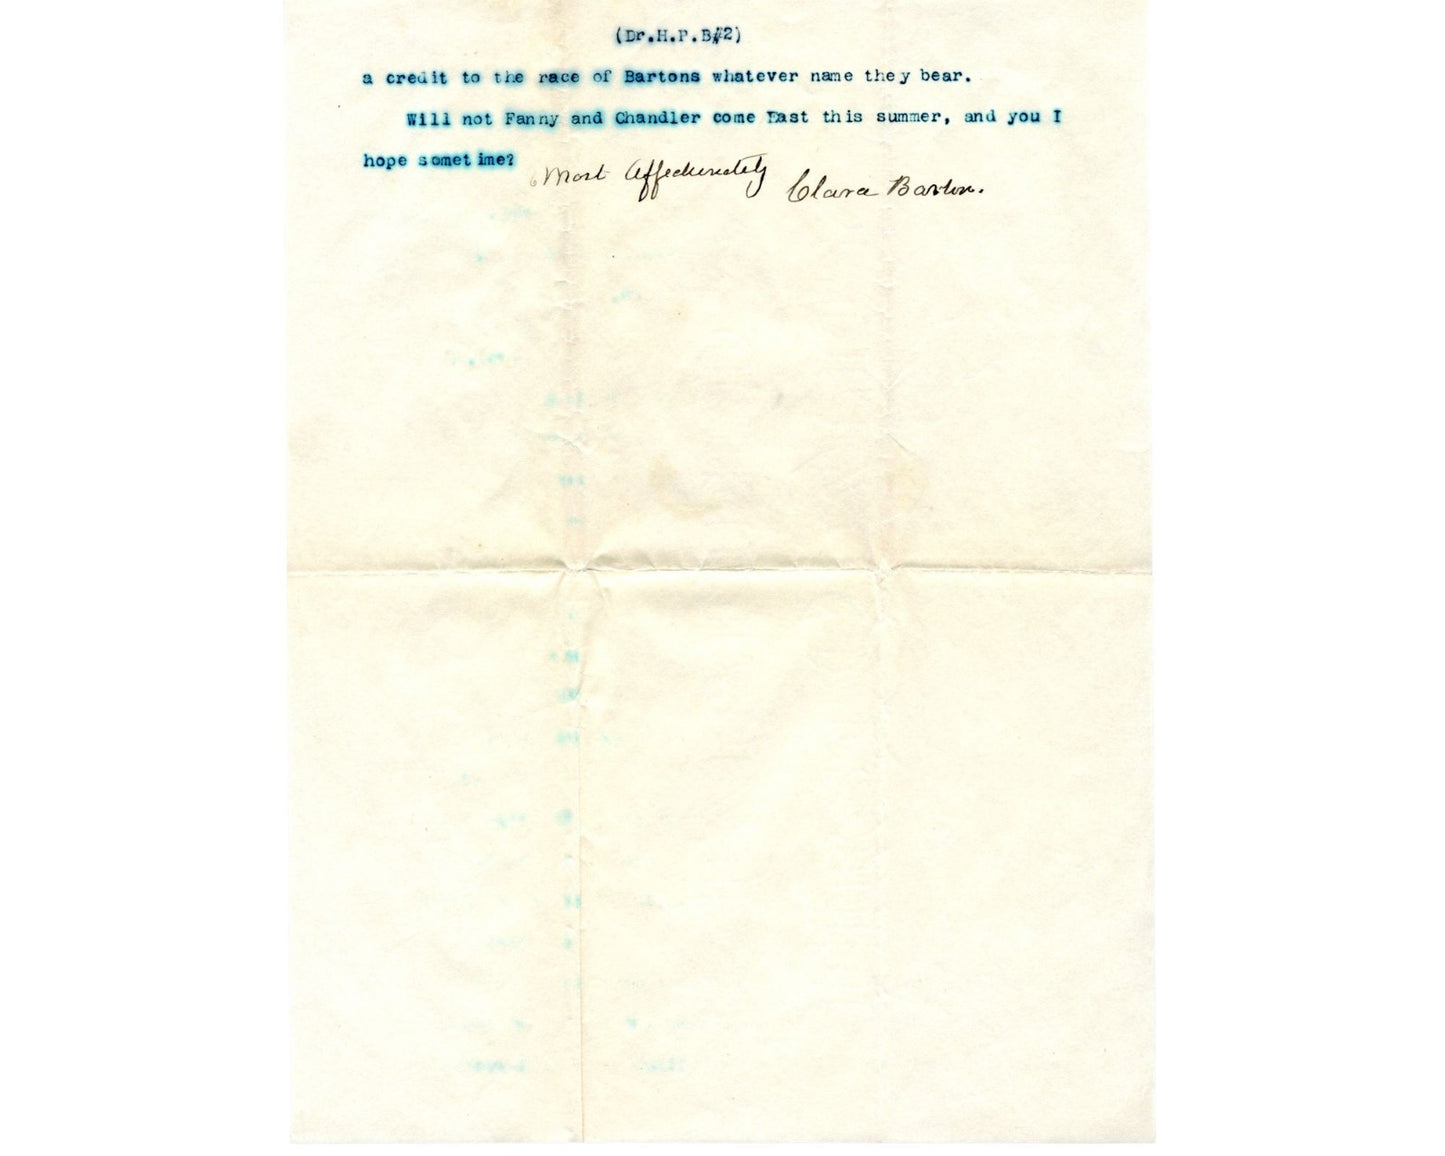 (Dr.H.P.B#2)
a credit to the race of Bartons whatever name they bear.
Will not Fanny and Chandler come East this summer, and you I
hope sometime?
Most Affectionately Clara Barton.